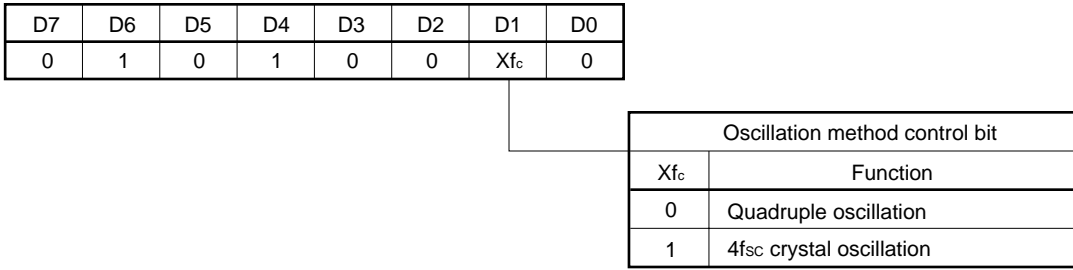 D7 D6 D5 D4 D3 D2 D1 D0
0 1 0 1 0 0 Xfc 0
Oscillation method control bit
Xfc Function
0 Quadruple oscillation
1 4fSC crystal oscillation